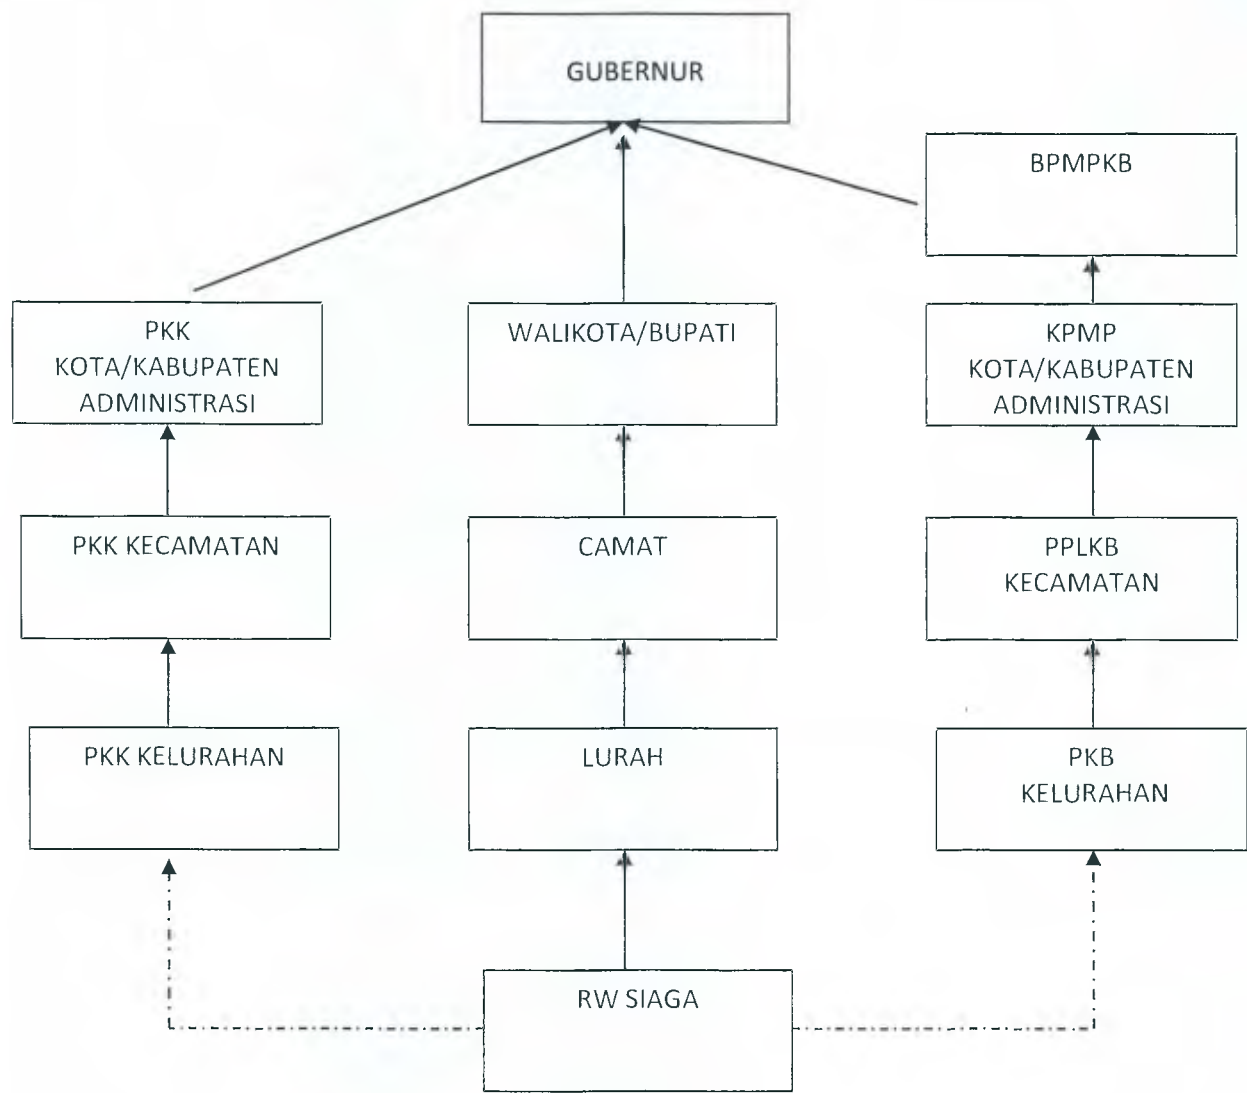 GUBERNUR
BPMPKB
PKK
KOTA/KABUPATEN
ADMINISTRASI
WALIKOTA/BUPATI
KPMP
KOTA/KABUPATEN
ADMINISTRASI
PKK KECAMATAN
CAMAT
PPLKB
KECAMATAN
PKK KELURAHAN
LURAH
PKB
KELURAHAN
RW SIAGA